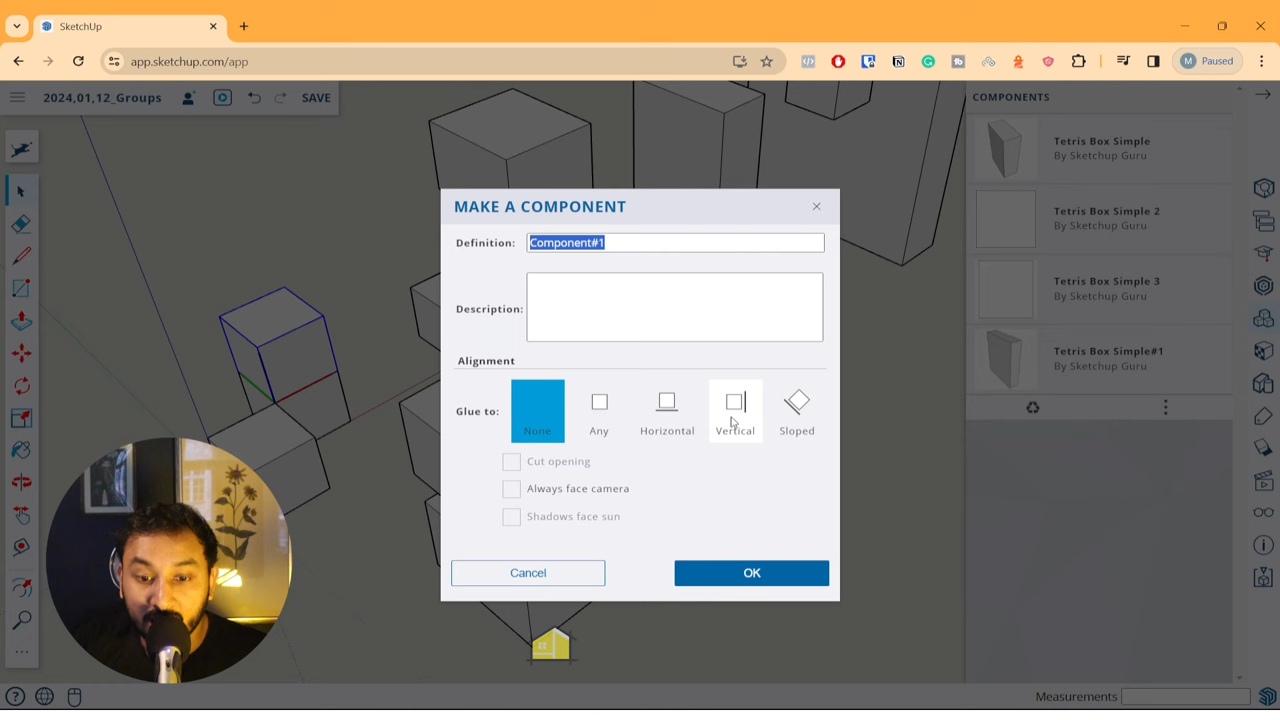 SketchUp
app.sketchup.com/app
M Paused
2024,01,12_Groups
SAVE
COMPONENTS
Tetris Box Simple
By Sketchup Guru
Tetris Box Simple 2
By Sketchup Guru
Tetris Box Simple 3
By Sketchup Guru
Tetris Box Simple#1
By Sketchup Guru
MAKE A COMPONENT
Definition: Component#1
Description:
Alignment
Glue to:
None Any Horizontal Vertical Sloped
Cut opening
Always face camera
Shadows face sun
Cancel OK
Measurements